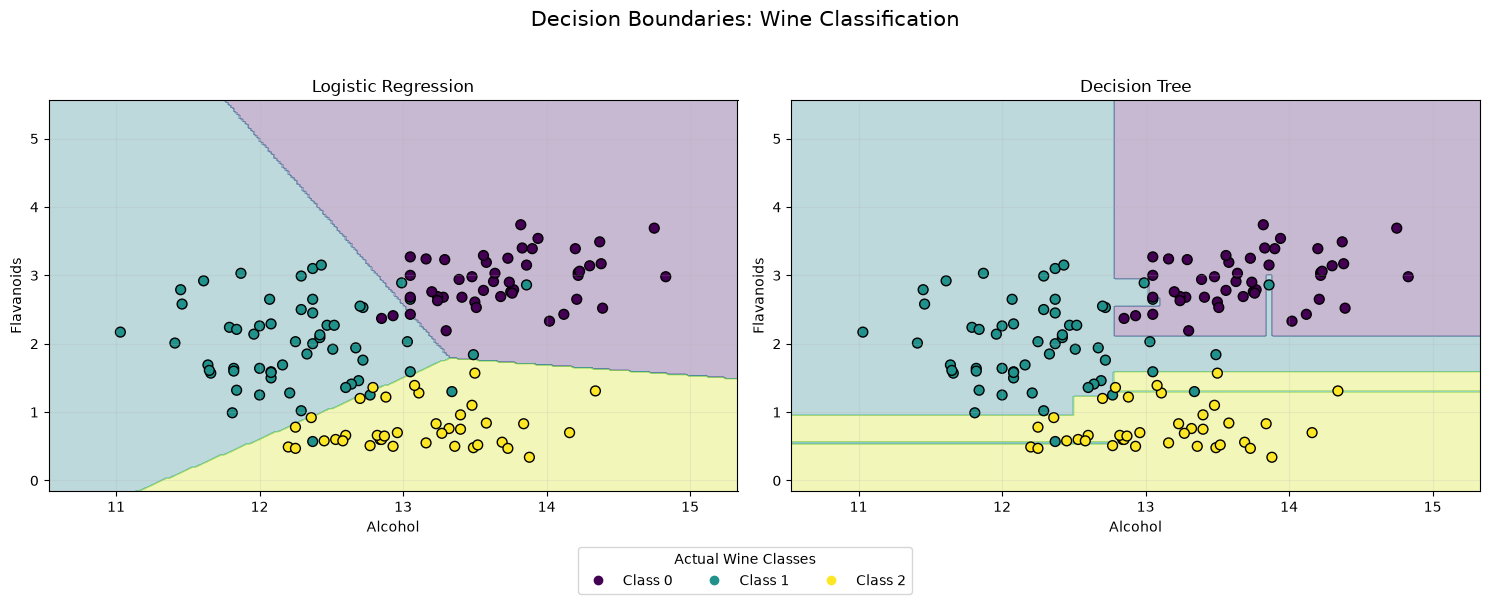 Decision Boundaries: Wine Classification
Logistic Regression
5
4
3
2
1
0
Flavanoids
11 12 13 14 15
Alcohol
Decision Tree
5
4
3
2
1
0
Flavanoids
11 12 13 14 15
Alcohol
Actual Wine Classes
Class 0 Class 1 Class 2